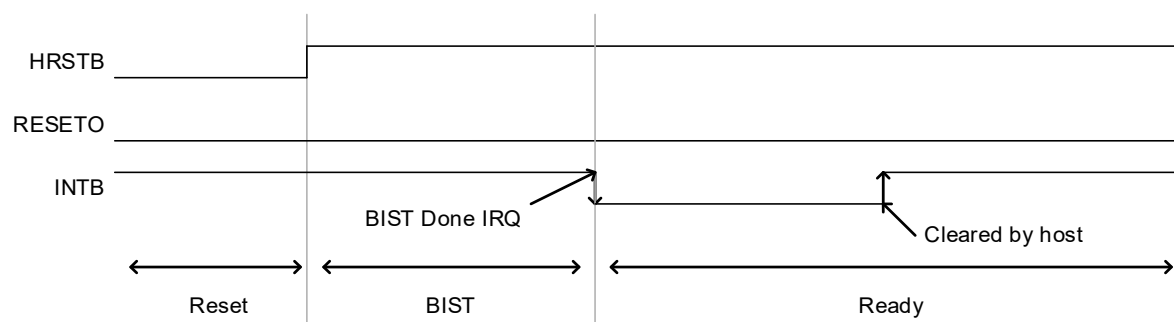 HRSTB
RESETO
INTB
BIST Done IRQ
Cleared by host
Reset
BIST
Ready